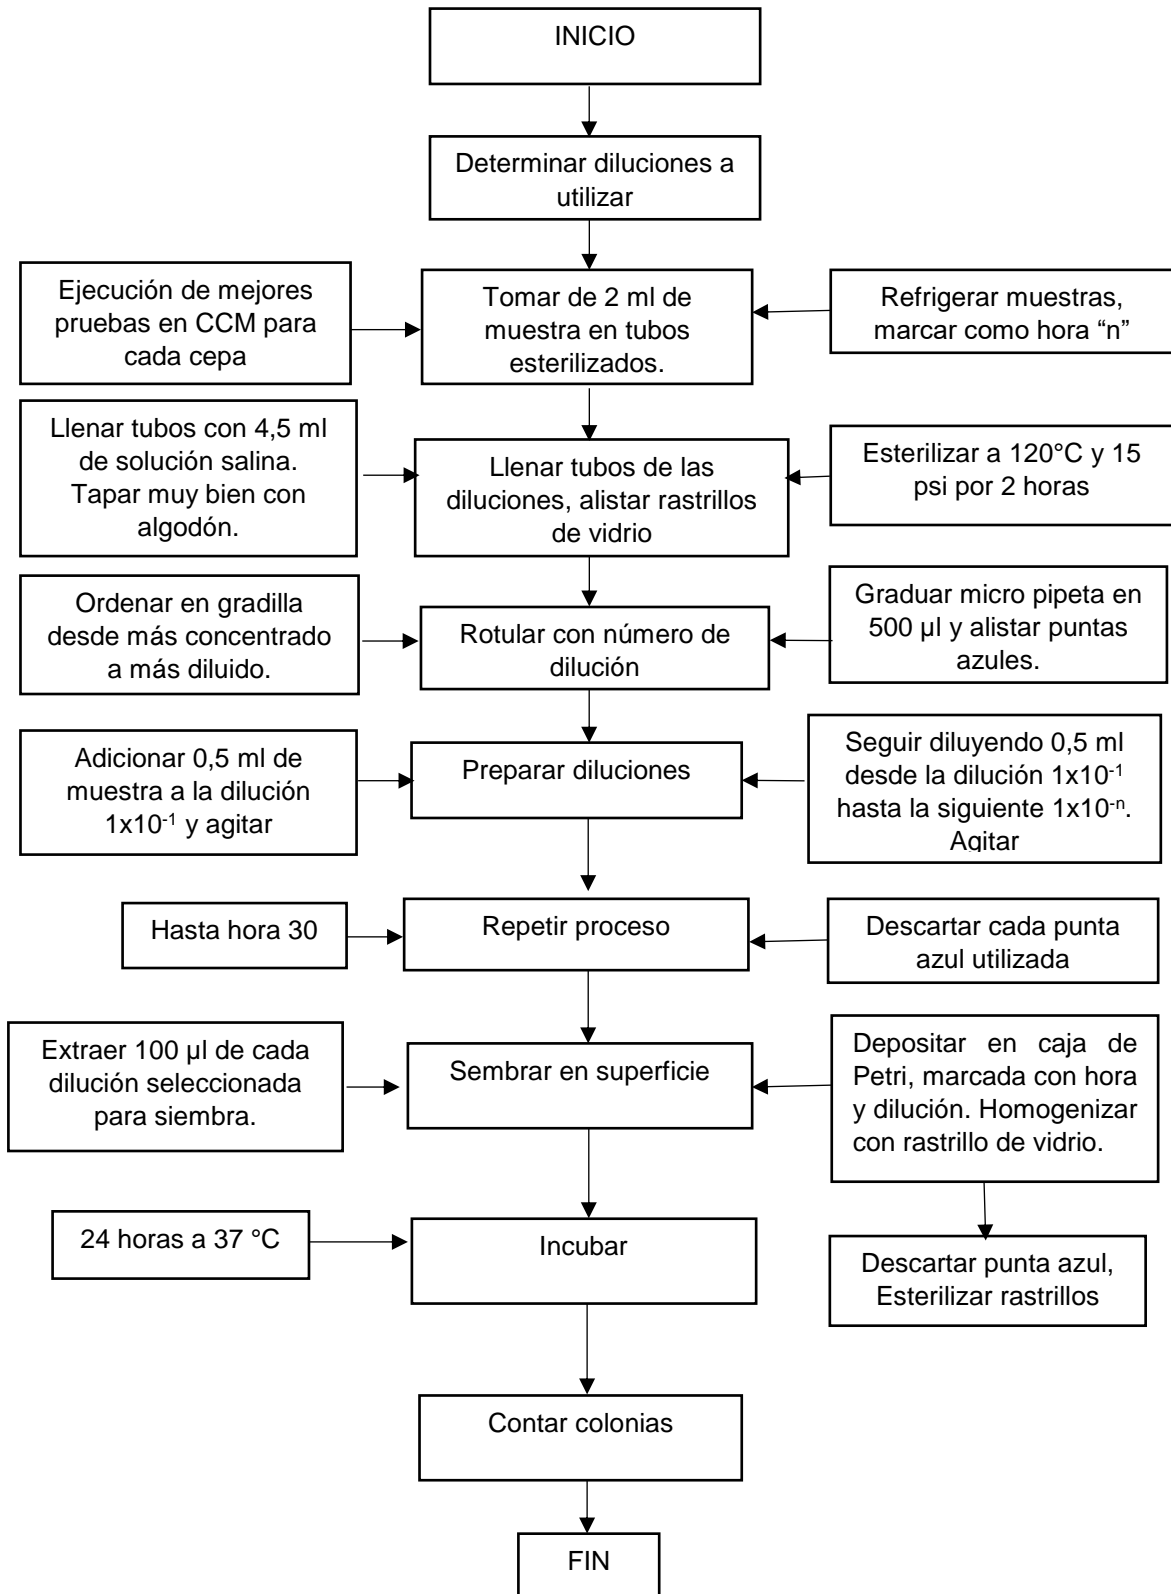 INICIO
Determinar diluciones a
utilizar
Ejecución de mejores
pruebas en CCM para
cada cepa
Tomar de 2 ml de
muestra en tubos
esterilizados.
Refrigerar muestras,
marcar como hora “n”
Llenar tubos con 4,5 ml
de solución salina.
Tapar muy bien con
algodón.
Llenar tubos de las
diluciones, alistar rastrillos
de vidrio
Esterilizar a 120°C y 15
psi por 2 horas
Ordenar en gradilla
desde más concentrado
a más diluido.
Rotular con número de
dilución
Graduar micro pipeta en
500 µl y alistar puntas
azules.
Adicionar 0,5 ml de
muestra a la dilución
1x10⁻¹ y agitar
Preparar diluciones
Seguir diluyendo 0,5 ml
desde la dilución 1x10⁻¹
hasta la siguiente 1x10⁻ⁿ.
Agitar
Hasta hora 30
Repetir proceso
Descartar cada punta
azul utilizada
Extraer 100 µl de cada
dilución seleccionada
para siembra.
Sembrar en superficie
Depositar en caja de
Petri, marcada con hora
y dilución. Homogenizar
con rastrillo de vidrio.
24 horas a 37 °C
Incubar
Descartar punta azul,
Esterilizar rastrillos
Contar colonias
FIN